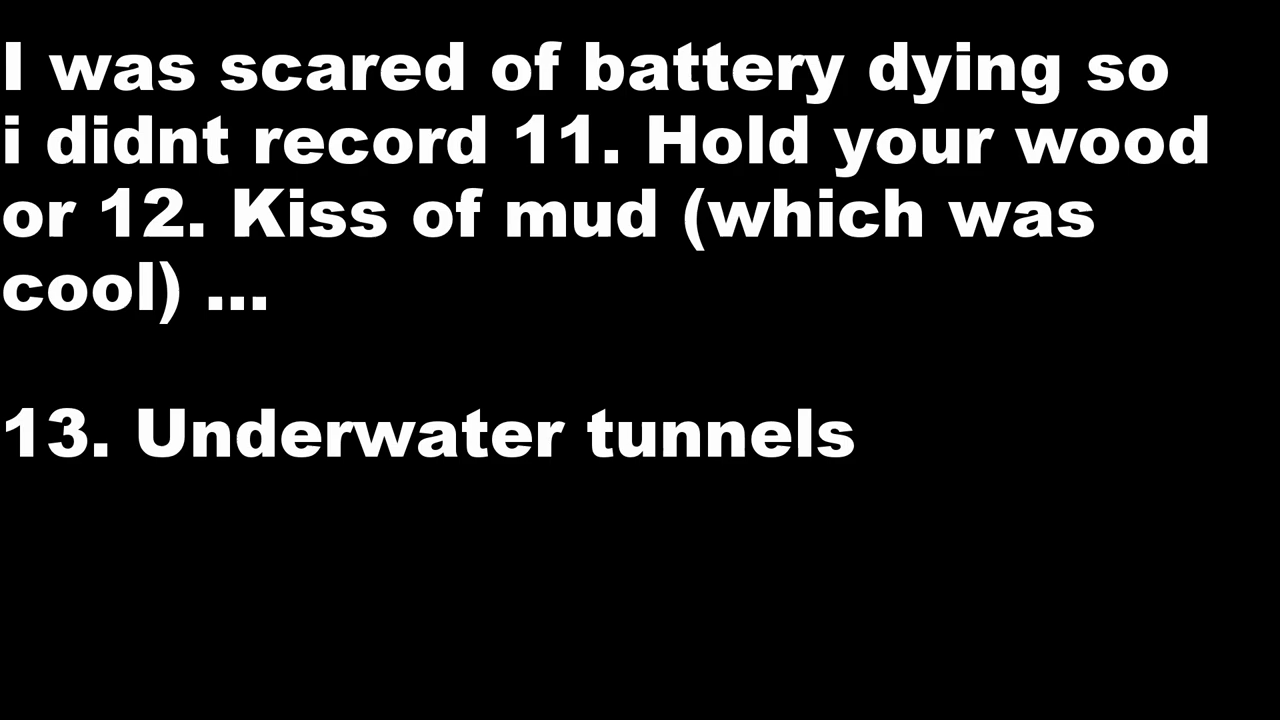 I was scared of battery dying so
i didnt record 11. Hold your wood
or 12. Kiss of mud (which was
cool) ...
13. Underwater tunnels